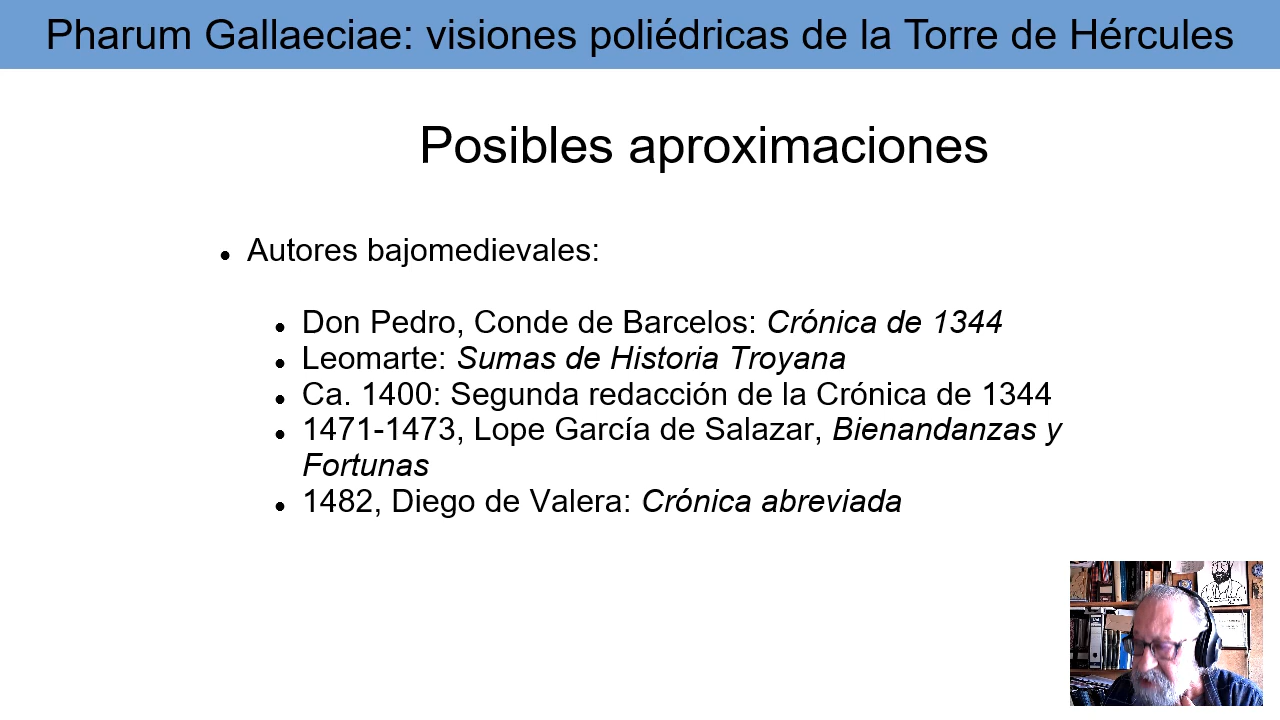 Pharum Gallaeciae: visiones poliédricas de la Torre de Hércules
Posibles aproximaciones
Autores bajomedievales:
Don Pedro, Conde de Barcelos: Crónica de 1344
Leomarte: Sumas de Historia Troyana
Ca. 1400: Segunda redacción de la Crónica de 1344
1471-1473, Lope García de Salazar, Bienandanzas y
Fortunas
1482, Diego de Valera: Crónica abreviada